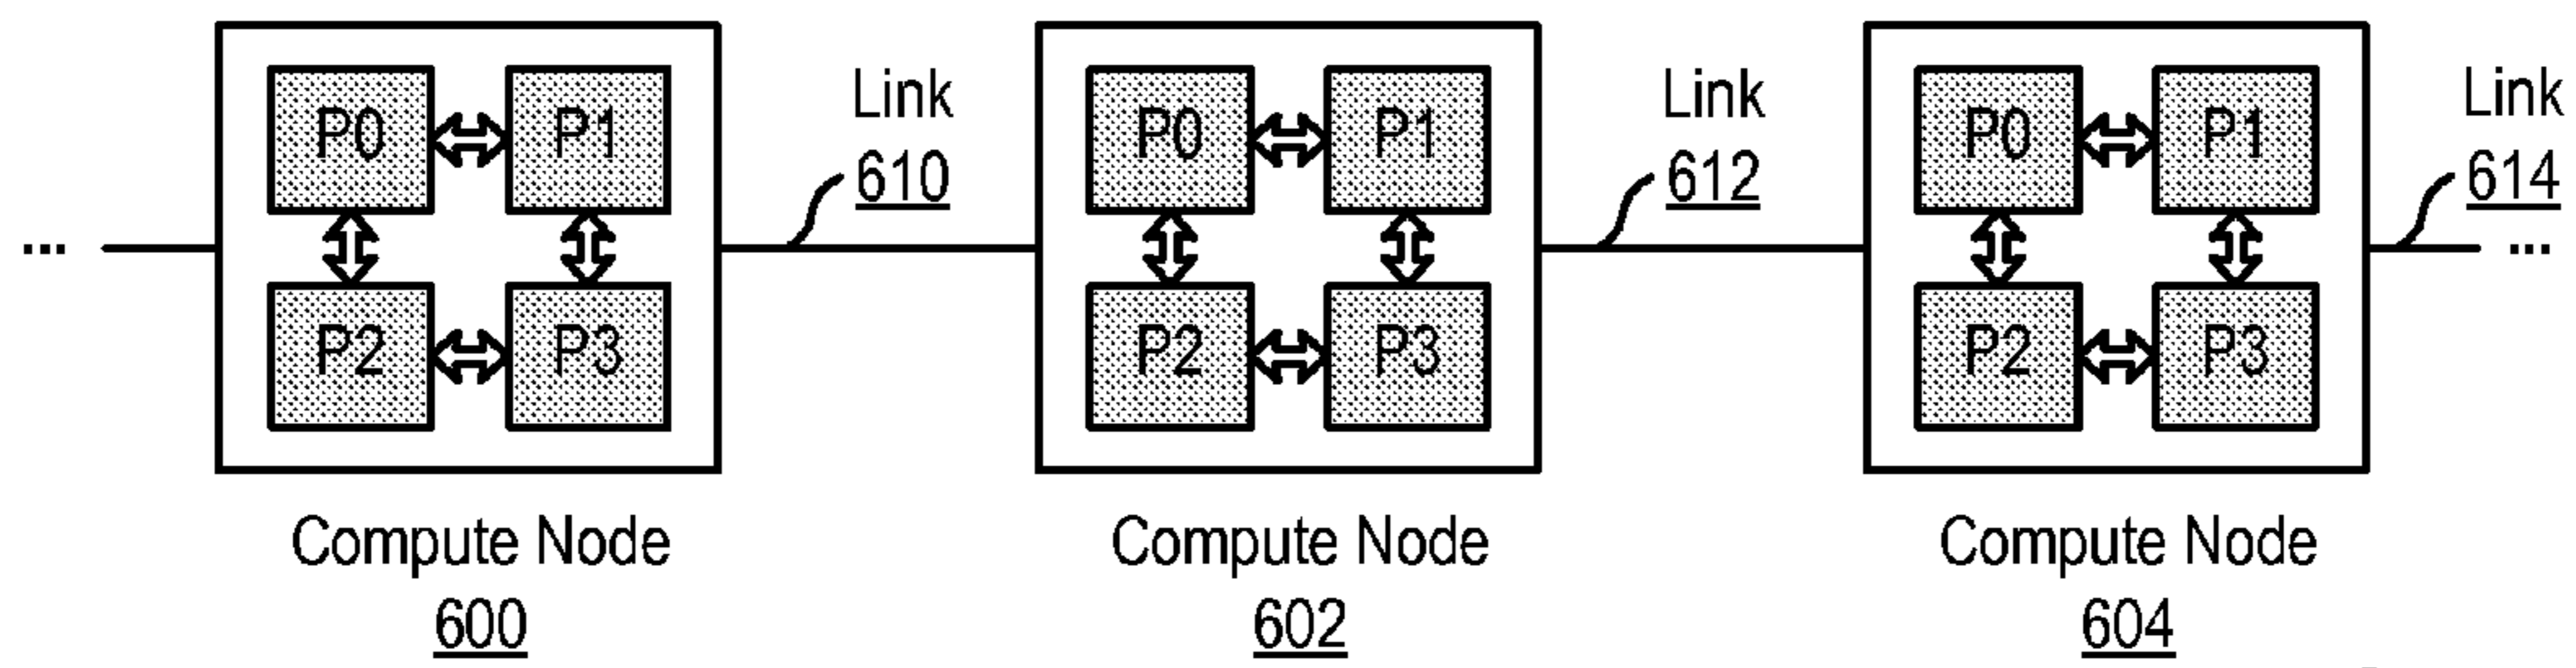 P0 P1 Link 610 P0 P1 Link 612 P0 P1 Link 614
... ...
P2 P3 P2 P3 P2 P3
Compute Node Compute Node Compute Node
600 602 604